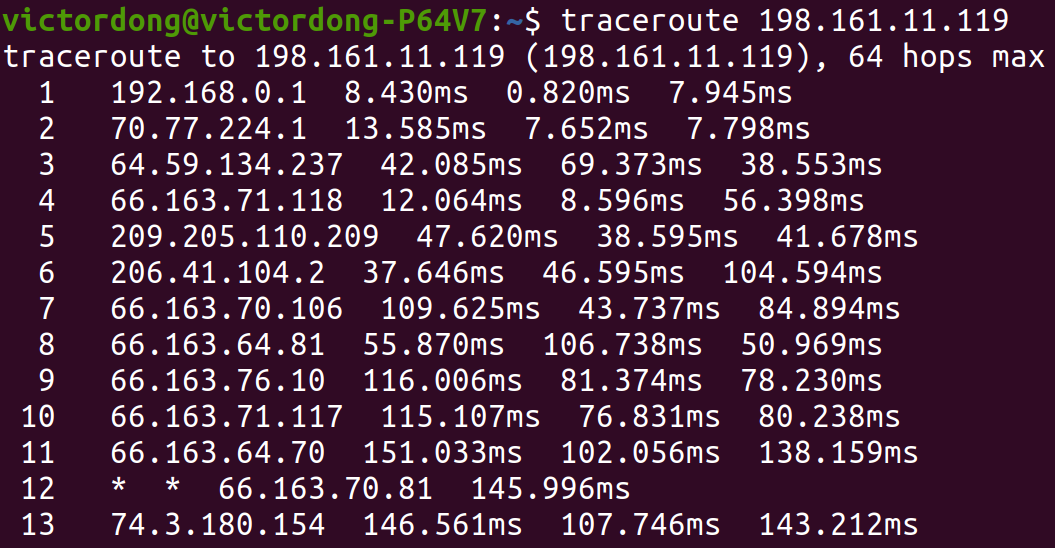 victordong@victordong-P64V7:~$ traceroute 198.161.11.119
traceroute to 198.161.11.119 (198.161.11.119), 64 hops max
1 192.168.0.1 8.430ms 0.820ms 7.945ms
2 70.77.224.1 13.585ms 7.652ms 7.798ms
3 64.59.134.237 42.085ms 69.373ms 38.553ms
4 66.163.71.118 12.064ms 8.596ms 56.398ms
5 209.205.110.209 47.620ms 38.595ms 41.678ms
6 206.41.104.2 37.646ms 46.595ms 104.594ms
7 66.163.70.106 109.625ms 43.737ms 84.894ms
8 66.163.64.81 55.870ms 106.738ms 50.969ms
9 66.163.76.10 116.006ms 81.374ms 78.230ms
10 66.163.71.117 115.107ms 76.831ms 80.238ms
11 66.163.64.70 151.033ms 102.056ms 138.159ms
12 * * 66.163.70.81 145.996ms
13 74.3.180.154 146.561ms 107.746ms 143.212ms